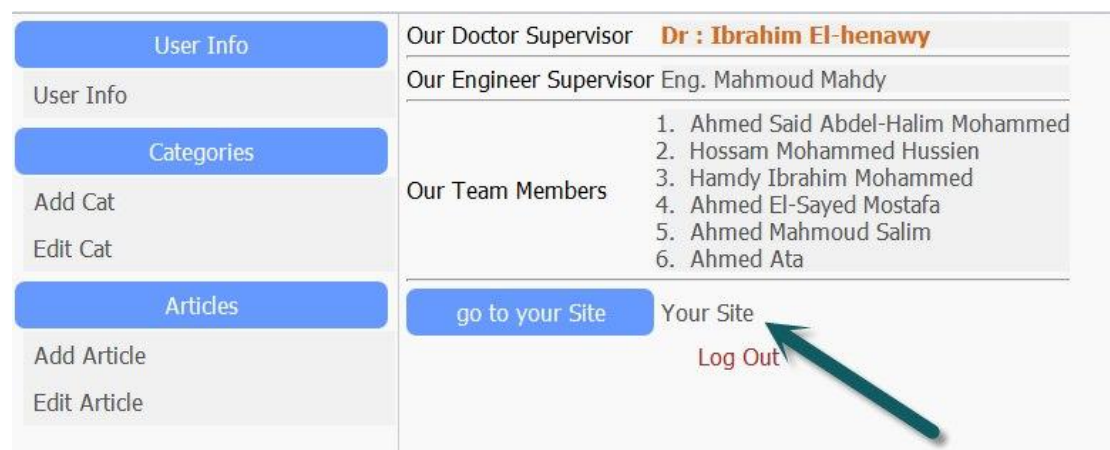 User Info
User Info
Categories
Add Cat
Edit Cat
Articles
Add Article
Edit Article
Our Doctor Supervisor Dr : Ibrahim El-henawy
Our Engineer Supervisor Eng. Mahmoud Mahdy
Our Team Members
1. Ahmed Said Abdel-Halim Mohammed
2. Hossam Mohammed Hussien
3. Hamdy Ibrahim Mohammed
4. Ahmed El-Sayed Mostafa
5. Ahmed Mahmoud Salim
6. Ahmed Ata
go to your Site Your Site
Log Out